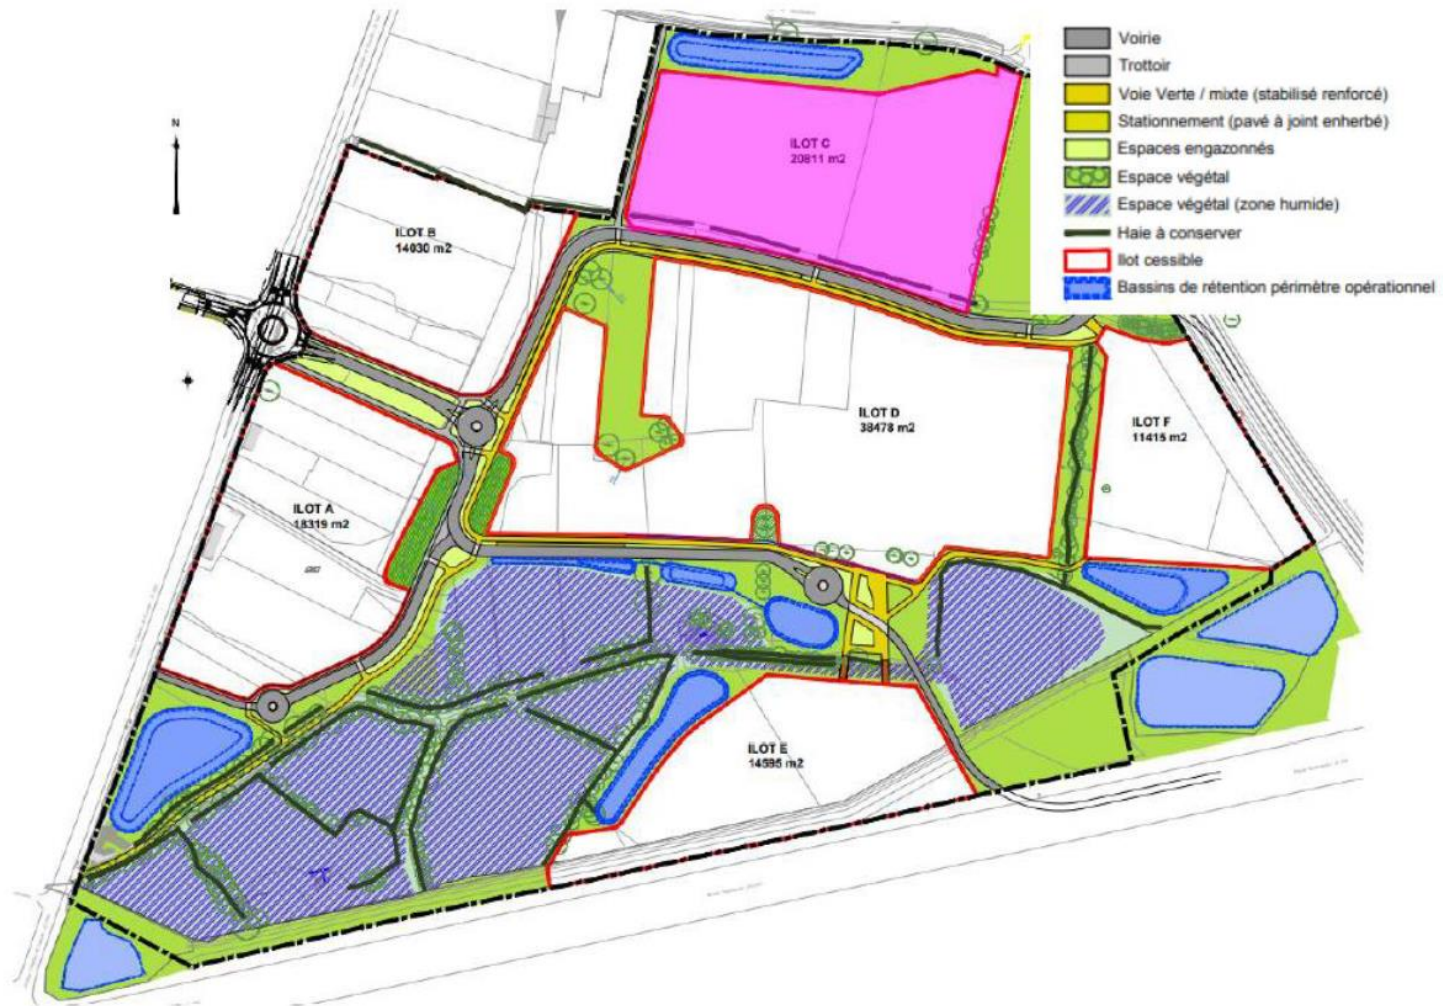 Voirie
Trottoir
Voie Verte / mixte (stabilisé renforcé)
Stationnement (pavé à joint enherbé)
Espaces engazonnés
Espace végétal
Espace végétal (zone humide)
Haie à conserver
Ilot cessible
Bassins de rétention périmètre opérationnel
N
ILOT C
20811 m2
ILOT B
14030 m2
ILOT D
38478 m2
ILOT F
11415 m2
ILOT A
18319 m2
ILOT E
14595 m2